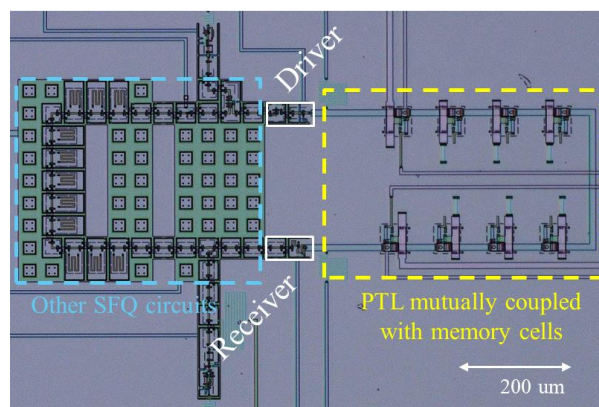 Driver
Other SFQ circuits
Receiver
PTL mutually coupled
with memory cells
200 um